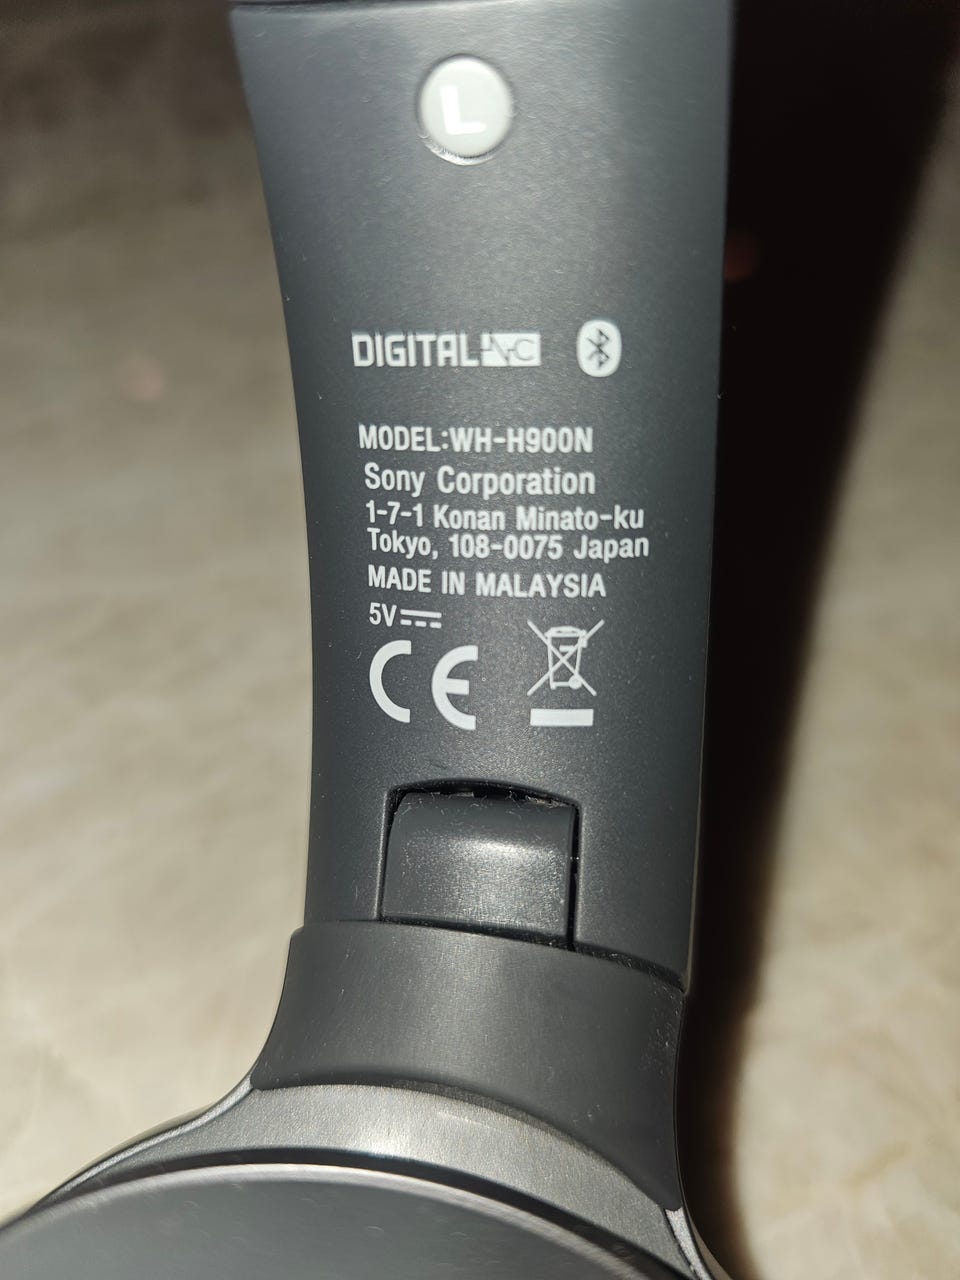 L
DIGITAL NC
MODEL:WH-H900N
Sony Corporation
1-7-1 Konan Minato-ku
Tokyo, 108-0075 Japan
MADE IN MALAYSIA
5V
CE